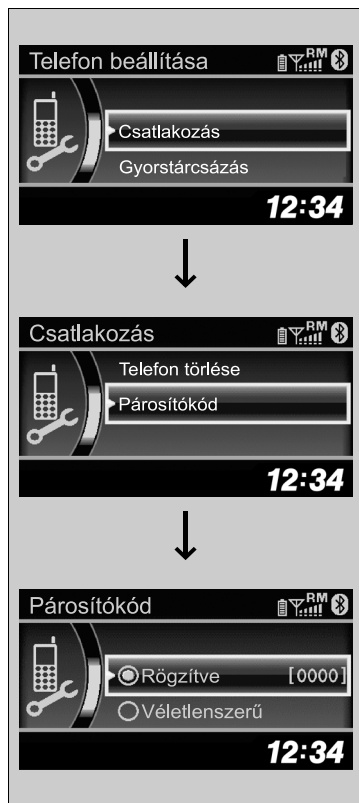 Telefon beállítása RM
Csatlakozás
Gyorstárcsázás
12:34
Csatlakozás RM
Telefon törlése
Párosítókód
12:34
Párosítókód RM
Rögzítve [0000]
Véletlenszerű
12:34